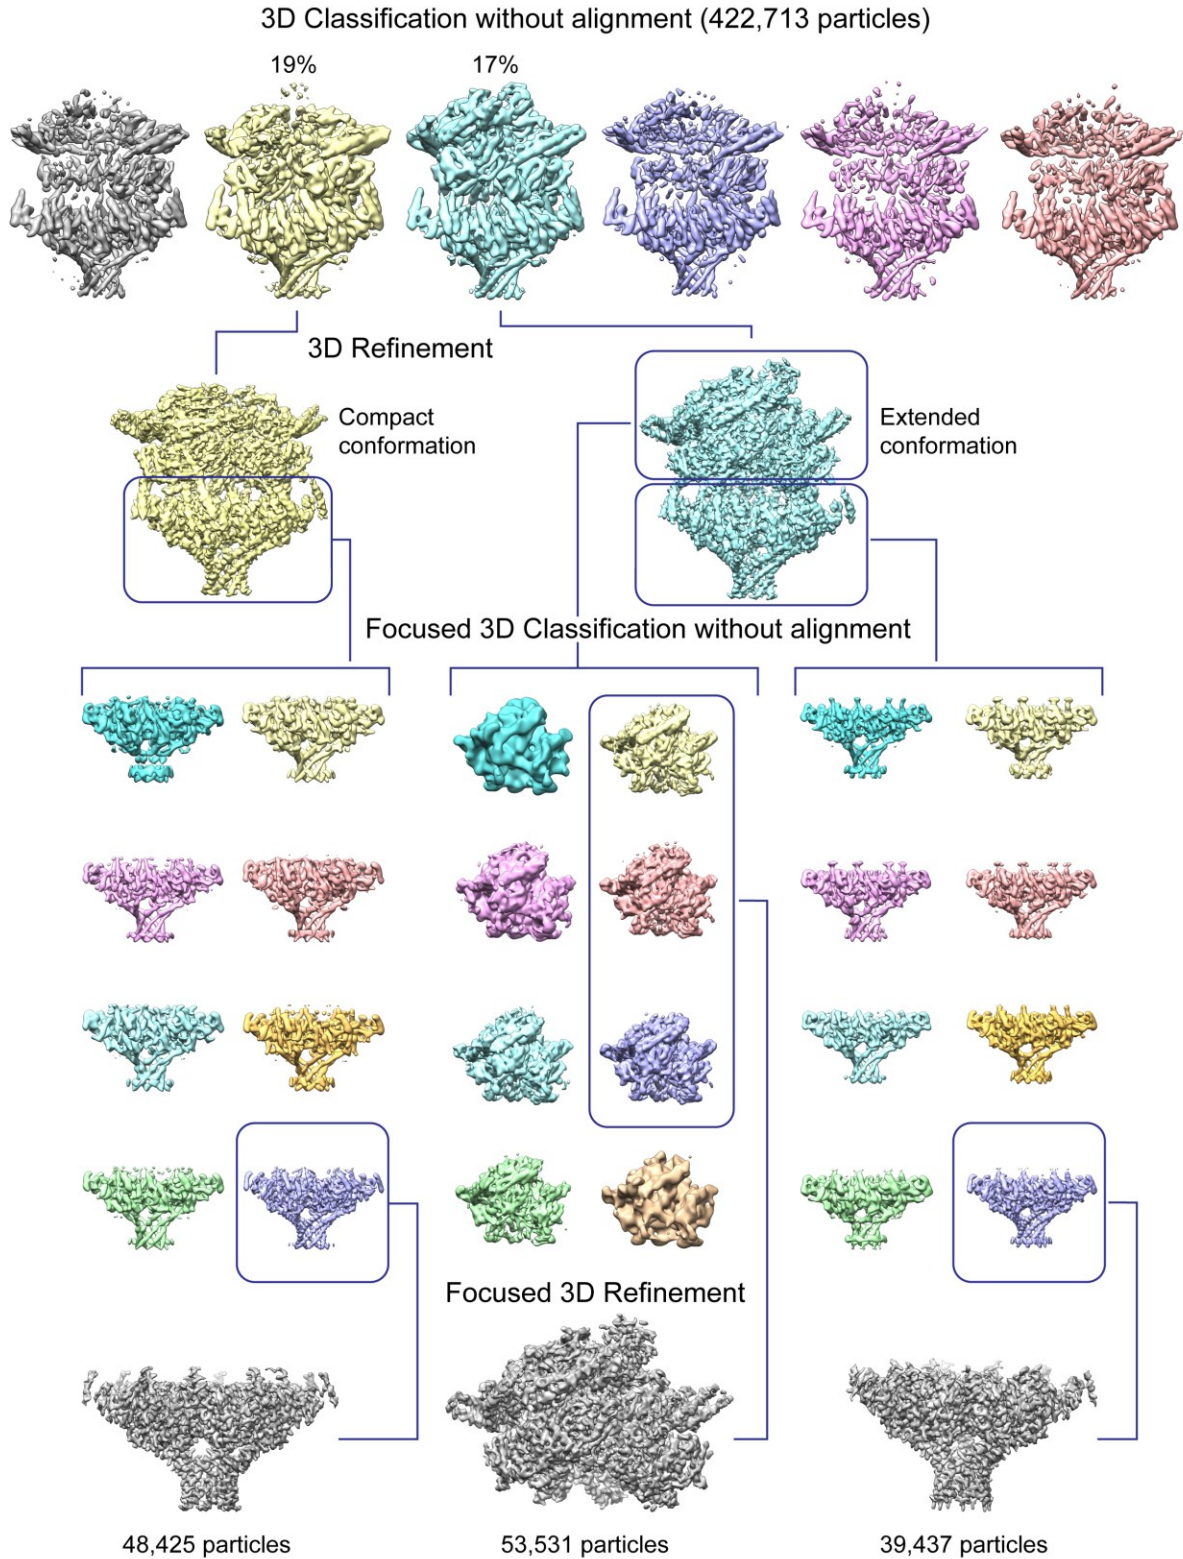 3D Classification without alignment (422,713 particles)
19%
17%
3D Refinement
Compact
conformation
Extended
conformation
Focused 3D Classification without alignment
Focused 3D Refinement
48,425 particles
53,531 particles
39,437 particles